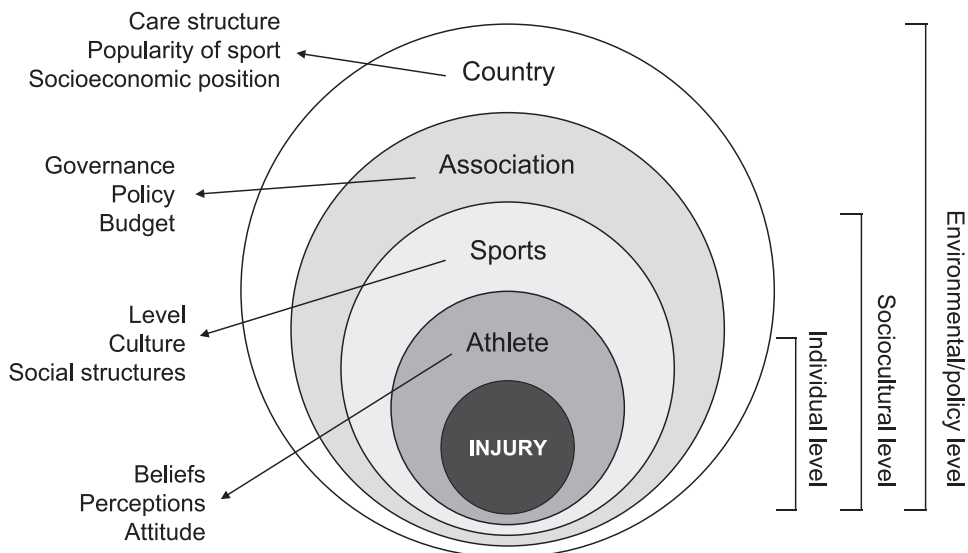 Care structure
Popularity of sport
Socioeconomic position
Country
Governance
Policy
Budget
Association
Level
Culture
Social structures
Sports
Beliefs
Perceptions
Attitude
Athlete
INJURY
Individual level
Sociocultural level
Environmental/policy level